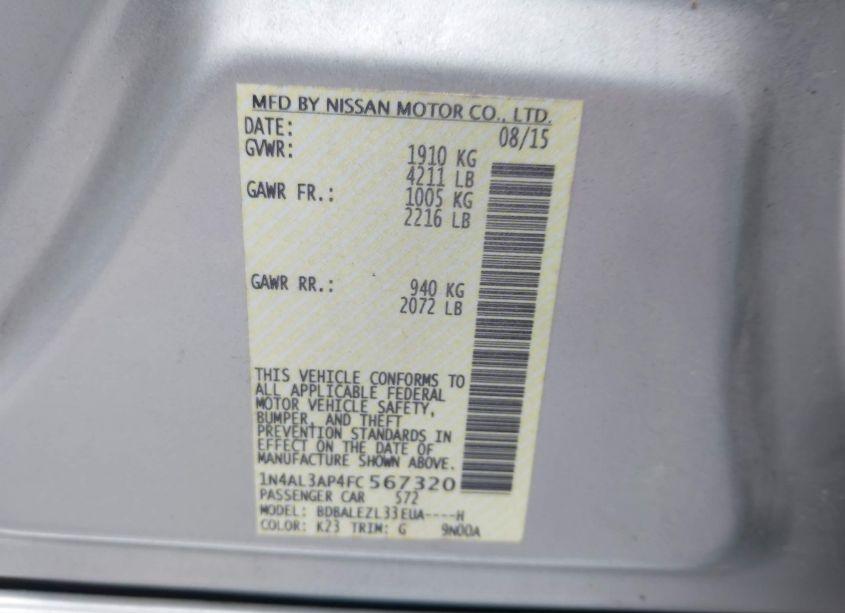 MFD BY NISSAN MOTOR CO., LTD.
DATE: 08/15
GVWR: 1910 KG
4211 LB
GAWR FR.: 1005 KG
2216 LB
GAWR RR.: 940 KG
2072 LB
THIS VEHICLE CONFORMS TO
ALL APPLICABLE FEDERAL
MOTOR VEHICLE SAFETY,
BUMPER, AND THEFT
PREVENTION STANDARDS IN
EFFECT ON THE DATE OF
MANUFACTURE SHOWN ABOVE.
1N4AL3AP4FC567320
PASSENGER CAR S72
MODEL: BDBALEZL33EUA----H
COLOR: K23 TRIM: G 9N00A